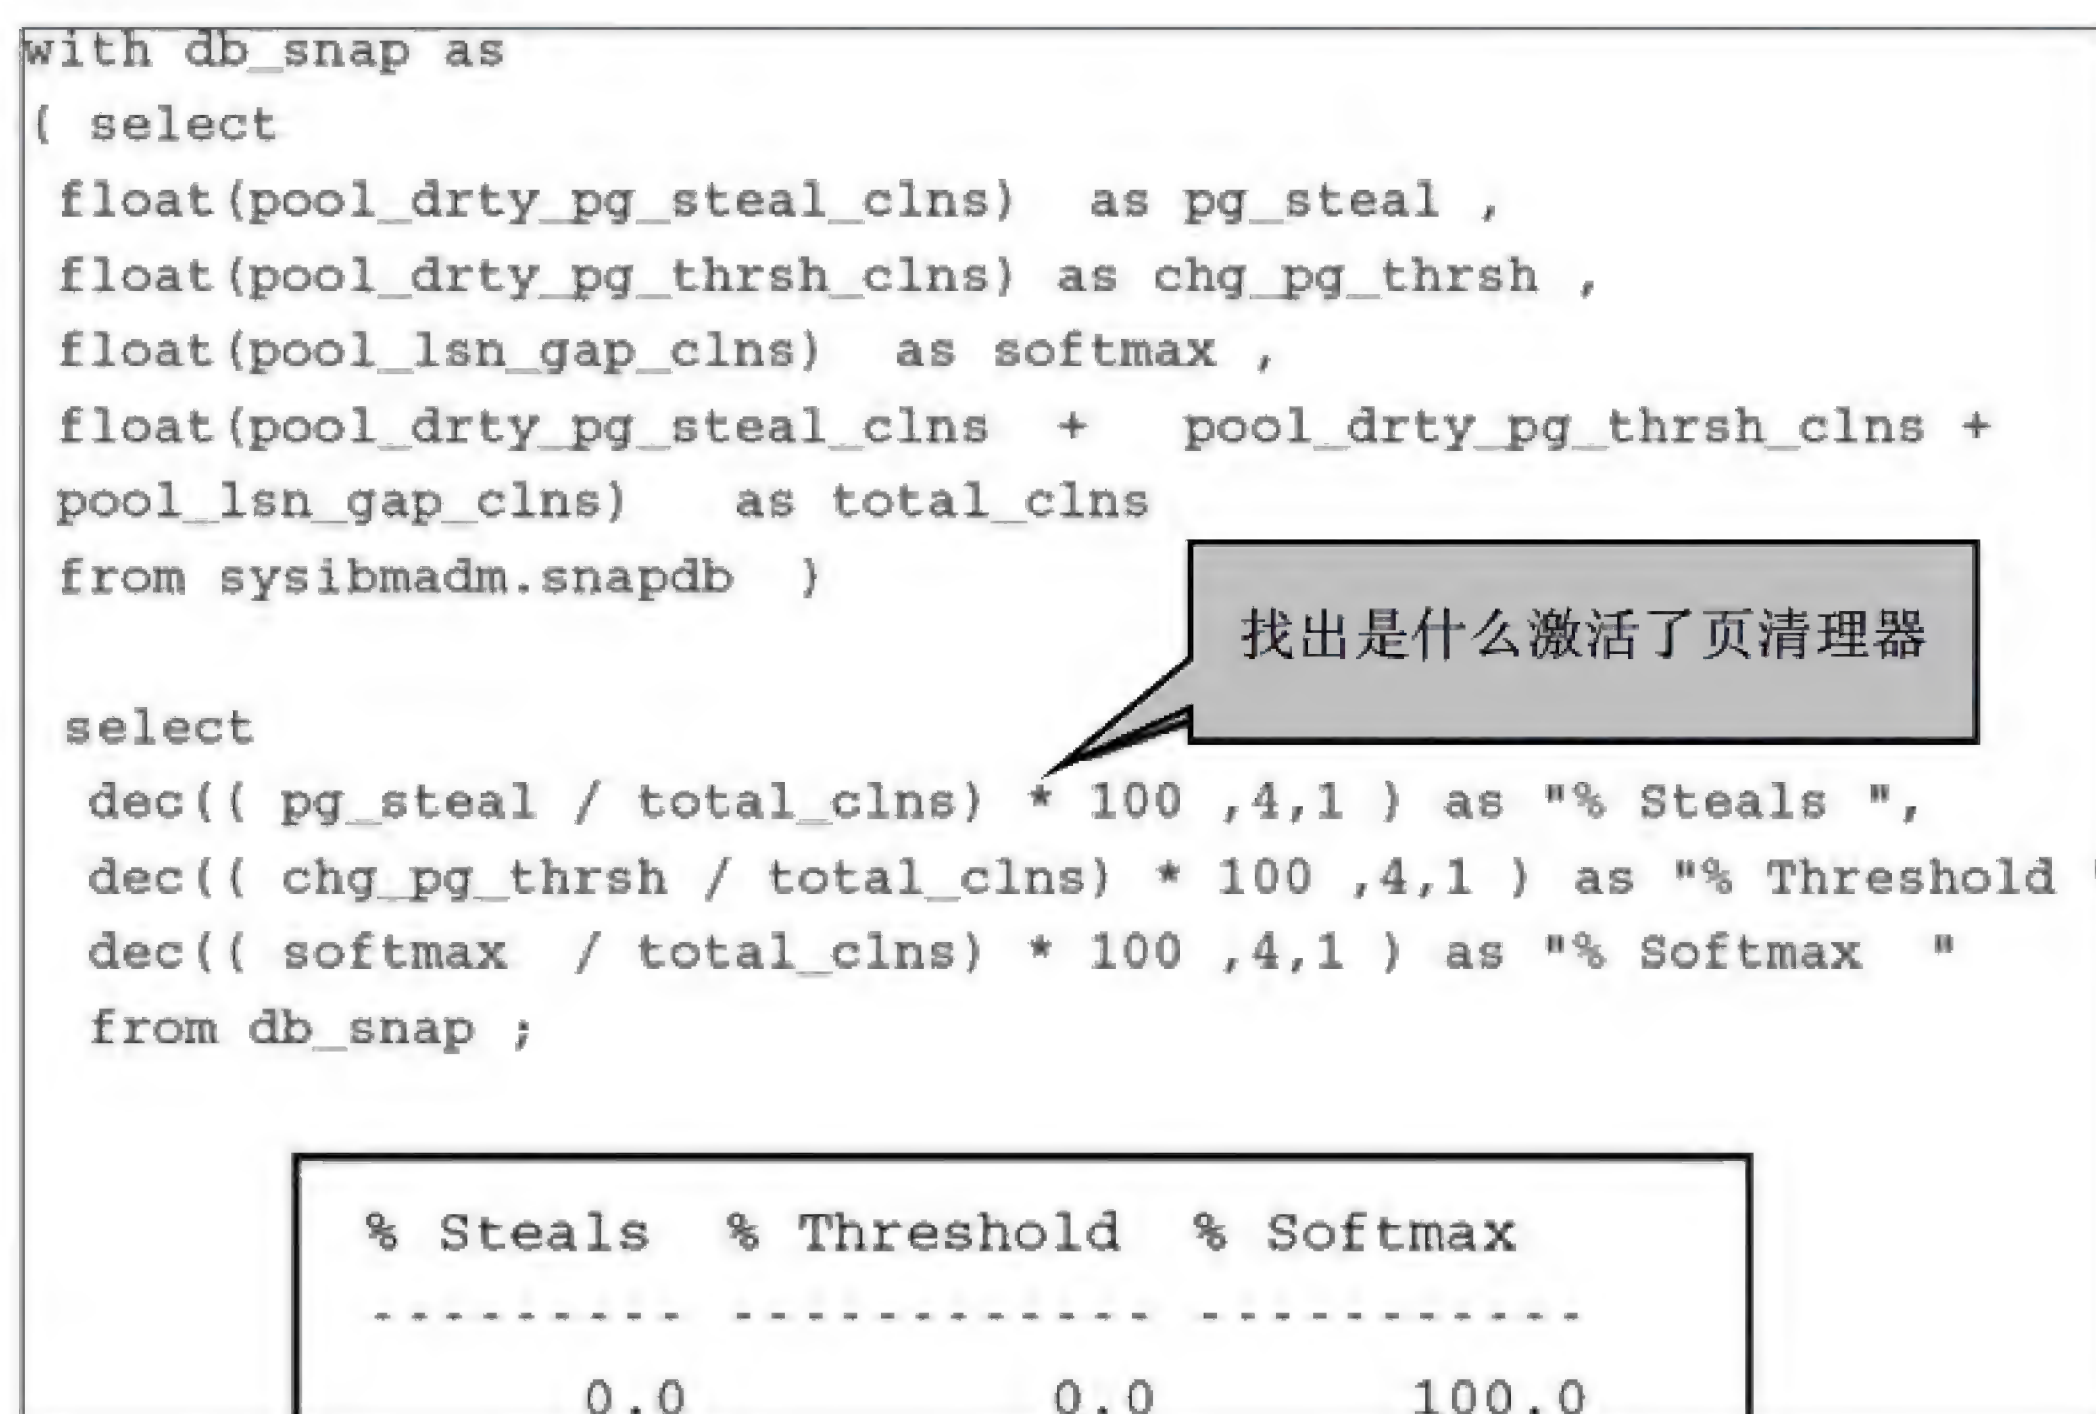 with db_snap as
( select
float(pool_drty_pg_steal_clns) as pg_steal ,
float(pool_drty_pg_thrsh_clns) as chg_pg_thrsh ,
float(pool_lsn_gap_clns) as softmax ,
float(pool_drty_pg_steal_clns + pool_drty_pg_thrsh_clns +
pool_lsn_gap_clns) as total_clns
from sysibmadm.snapdb )
找出是什么激活了页清理器
select
dec(( pg_steal / total_clns) * 100 ,4,1 ) as "% Steals ",
dec(( chg_pg_thrsh / total_clns) * 100 ,4,1 ) as "% Threshold "
dec(( softmax / total_clns) * 100 ,4,1 ) as "% Softmax "
from db_snap ;
% Steals % Threshold % Softmax
--------- ------------ -----------
0.0 0.0 100.0